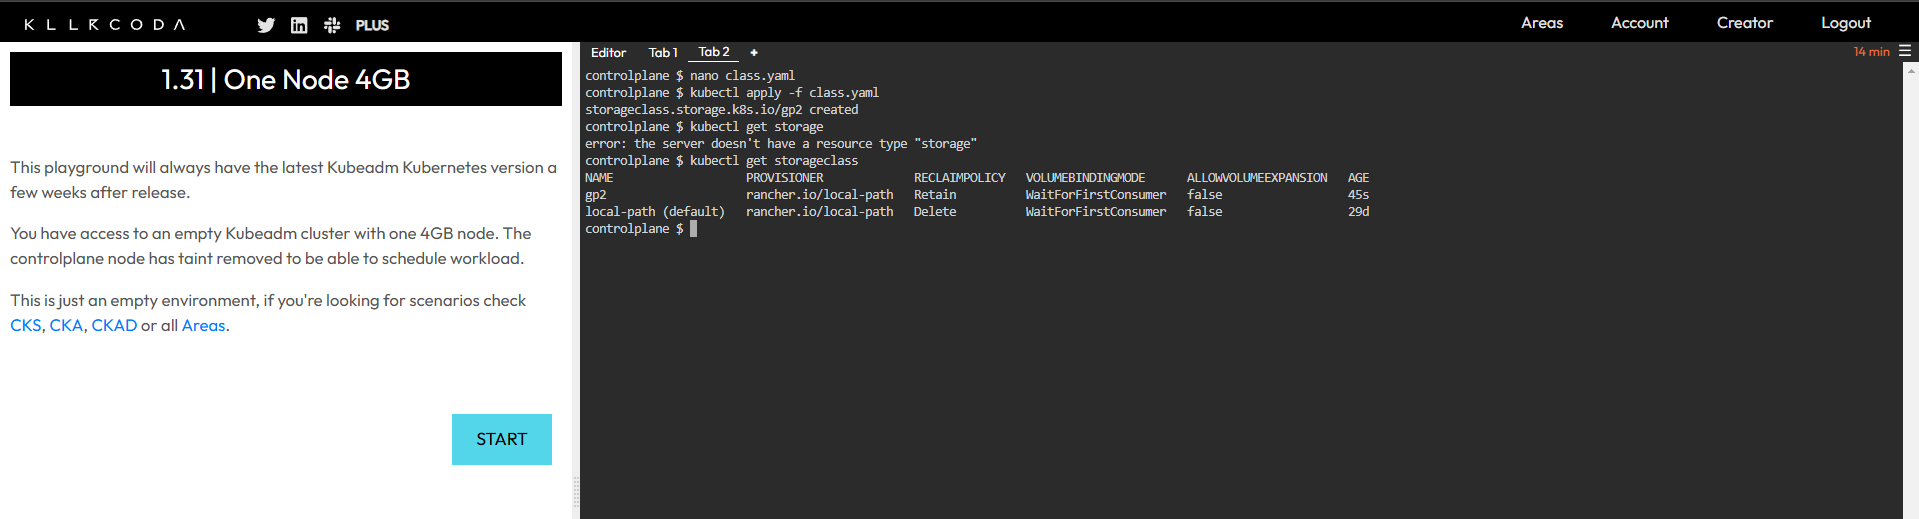 KLLRCODA
PLUS
Areas
Account
Creator
Logout
1.31 | One Node 4GB
This playground will always have the latest Kubeadm Kubernetes version a
few weeks after release.
You have access to an empty Kubeadm cluster with one 4GB node. The
controlplane node has taint removed to be able to schedule workload.
This is just an empty environment, if you're looking for scenarios check
CKS, CKA, CKAD or all Areas.
START
Editor Tab 1 Tab 2 +
14 min
controlplane $ nano class.yaml
controlplane $ kubectl apply -f class.yaml
storageclass.storage.k8s.io/gp2 created
controlplane $ kubectl get storage
error: the server doesn't have a resource type "storage"
controlplane $ kubectl get storageclass
NAME PROVISIONER RECLAIMPOLICY VOLUMEBINDINGMODE ALLOWVOLUMEEXPANSION AGE
gp2 rancher.io/local-path Retain WaitForFirstConsumer false 45s
local-path (default) rancher.io/local-path Delete WaitForFirstConsumer false 29d
controlplane $